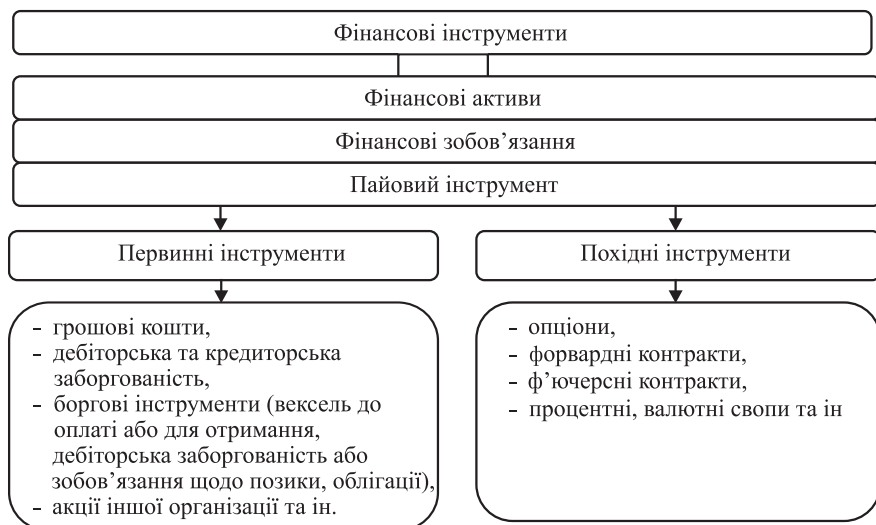 Фінансові інструменти
Фінансові активи
Фінансові зобов’язання
Пайовий інструмент
Первинні інструменти
Похідні інструменти
- грошові кошти,
- дебіторська та кредиторська
заборгованість,
- боргові інструменти (вексель до
оплаті або для отримання,
дебіторська заборгованість або
зобов’язання щодо позики, облігації),
- акції іншої організації та ін.
- опціони,
- форвардні контракти,
- ф’ючерсні контракти,
- процентні, валютні свопи та ін